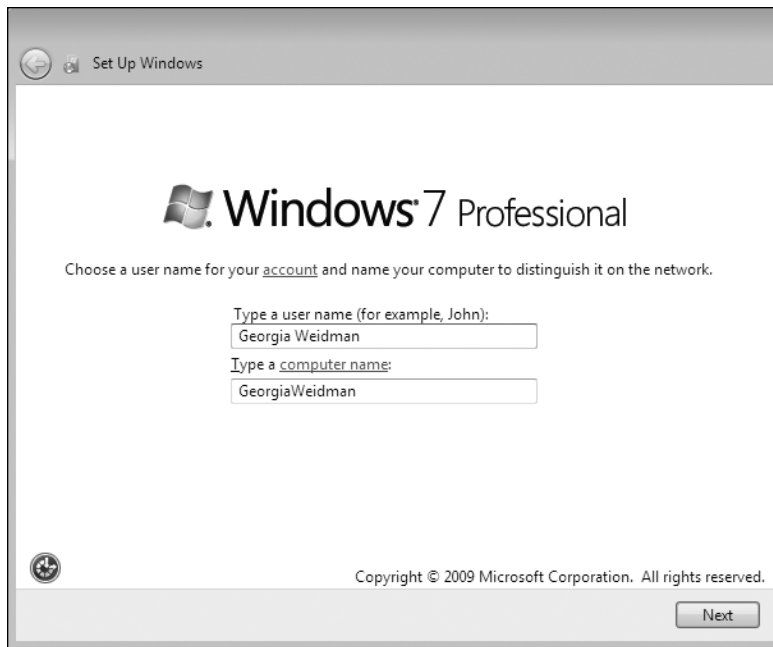 Set Up Windows
Windows 7 Professional
Choose a user name for your account and name your computer to distinguish it on the network.
Type a user name (for example, John):
Georgia Weidman
Type a computer name:
GeorgiaWeidman
Copyright © 2009 Microsoft Corporation. All rights reserved.
Next